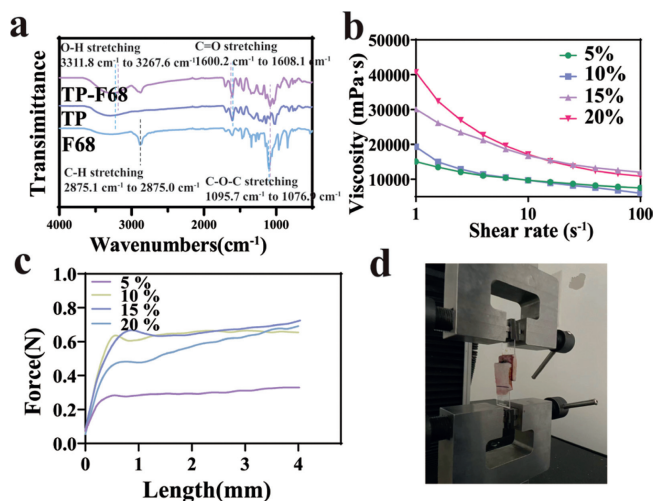 a
O-H stretching
3311.8 cm⁻¹ to 3267.6 cm⁻¹
C=O stretching
1600.2 cm⁻¹ to 1608.1 cm⁻¹
TP-F68
TP
F68
C-H stretching
2875.1 cm⁻¹ to 2875.0 cm⁻¹
C-O-C stretching
1095.7 cm⁻¹ to 1076.9 cm⁻¹
Transimittance
4000 3000 2000 1000
Wavenumbers(cm⁻¹)
b
5%
10%
15%
20%
50000
40000
30000
20000
10000
Viscosity (mPa·s)
1 10 100
Shear rate (s⁻¹)
c
5 %
10 %
15 %
20 %
1.0
0.8
0.6
0.4
0.2
0.0
Force(N)
0 1 2 3 4
Length(mm)
d